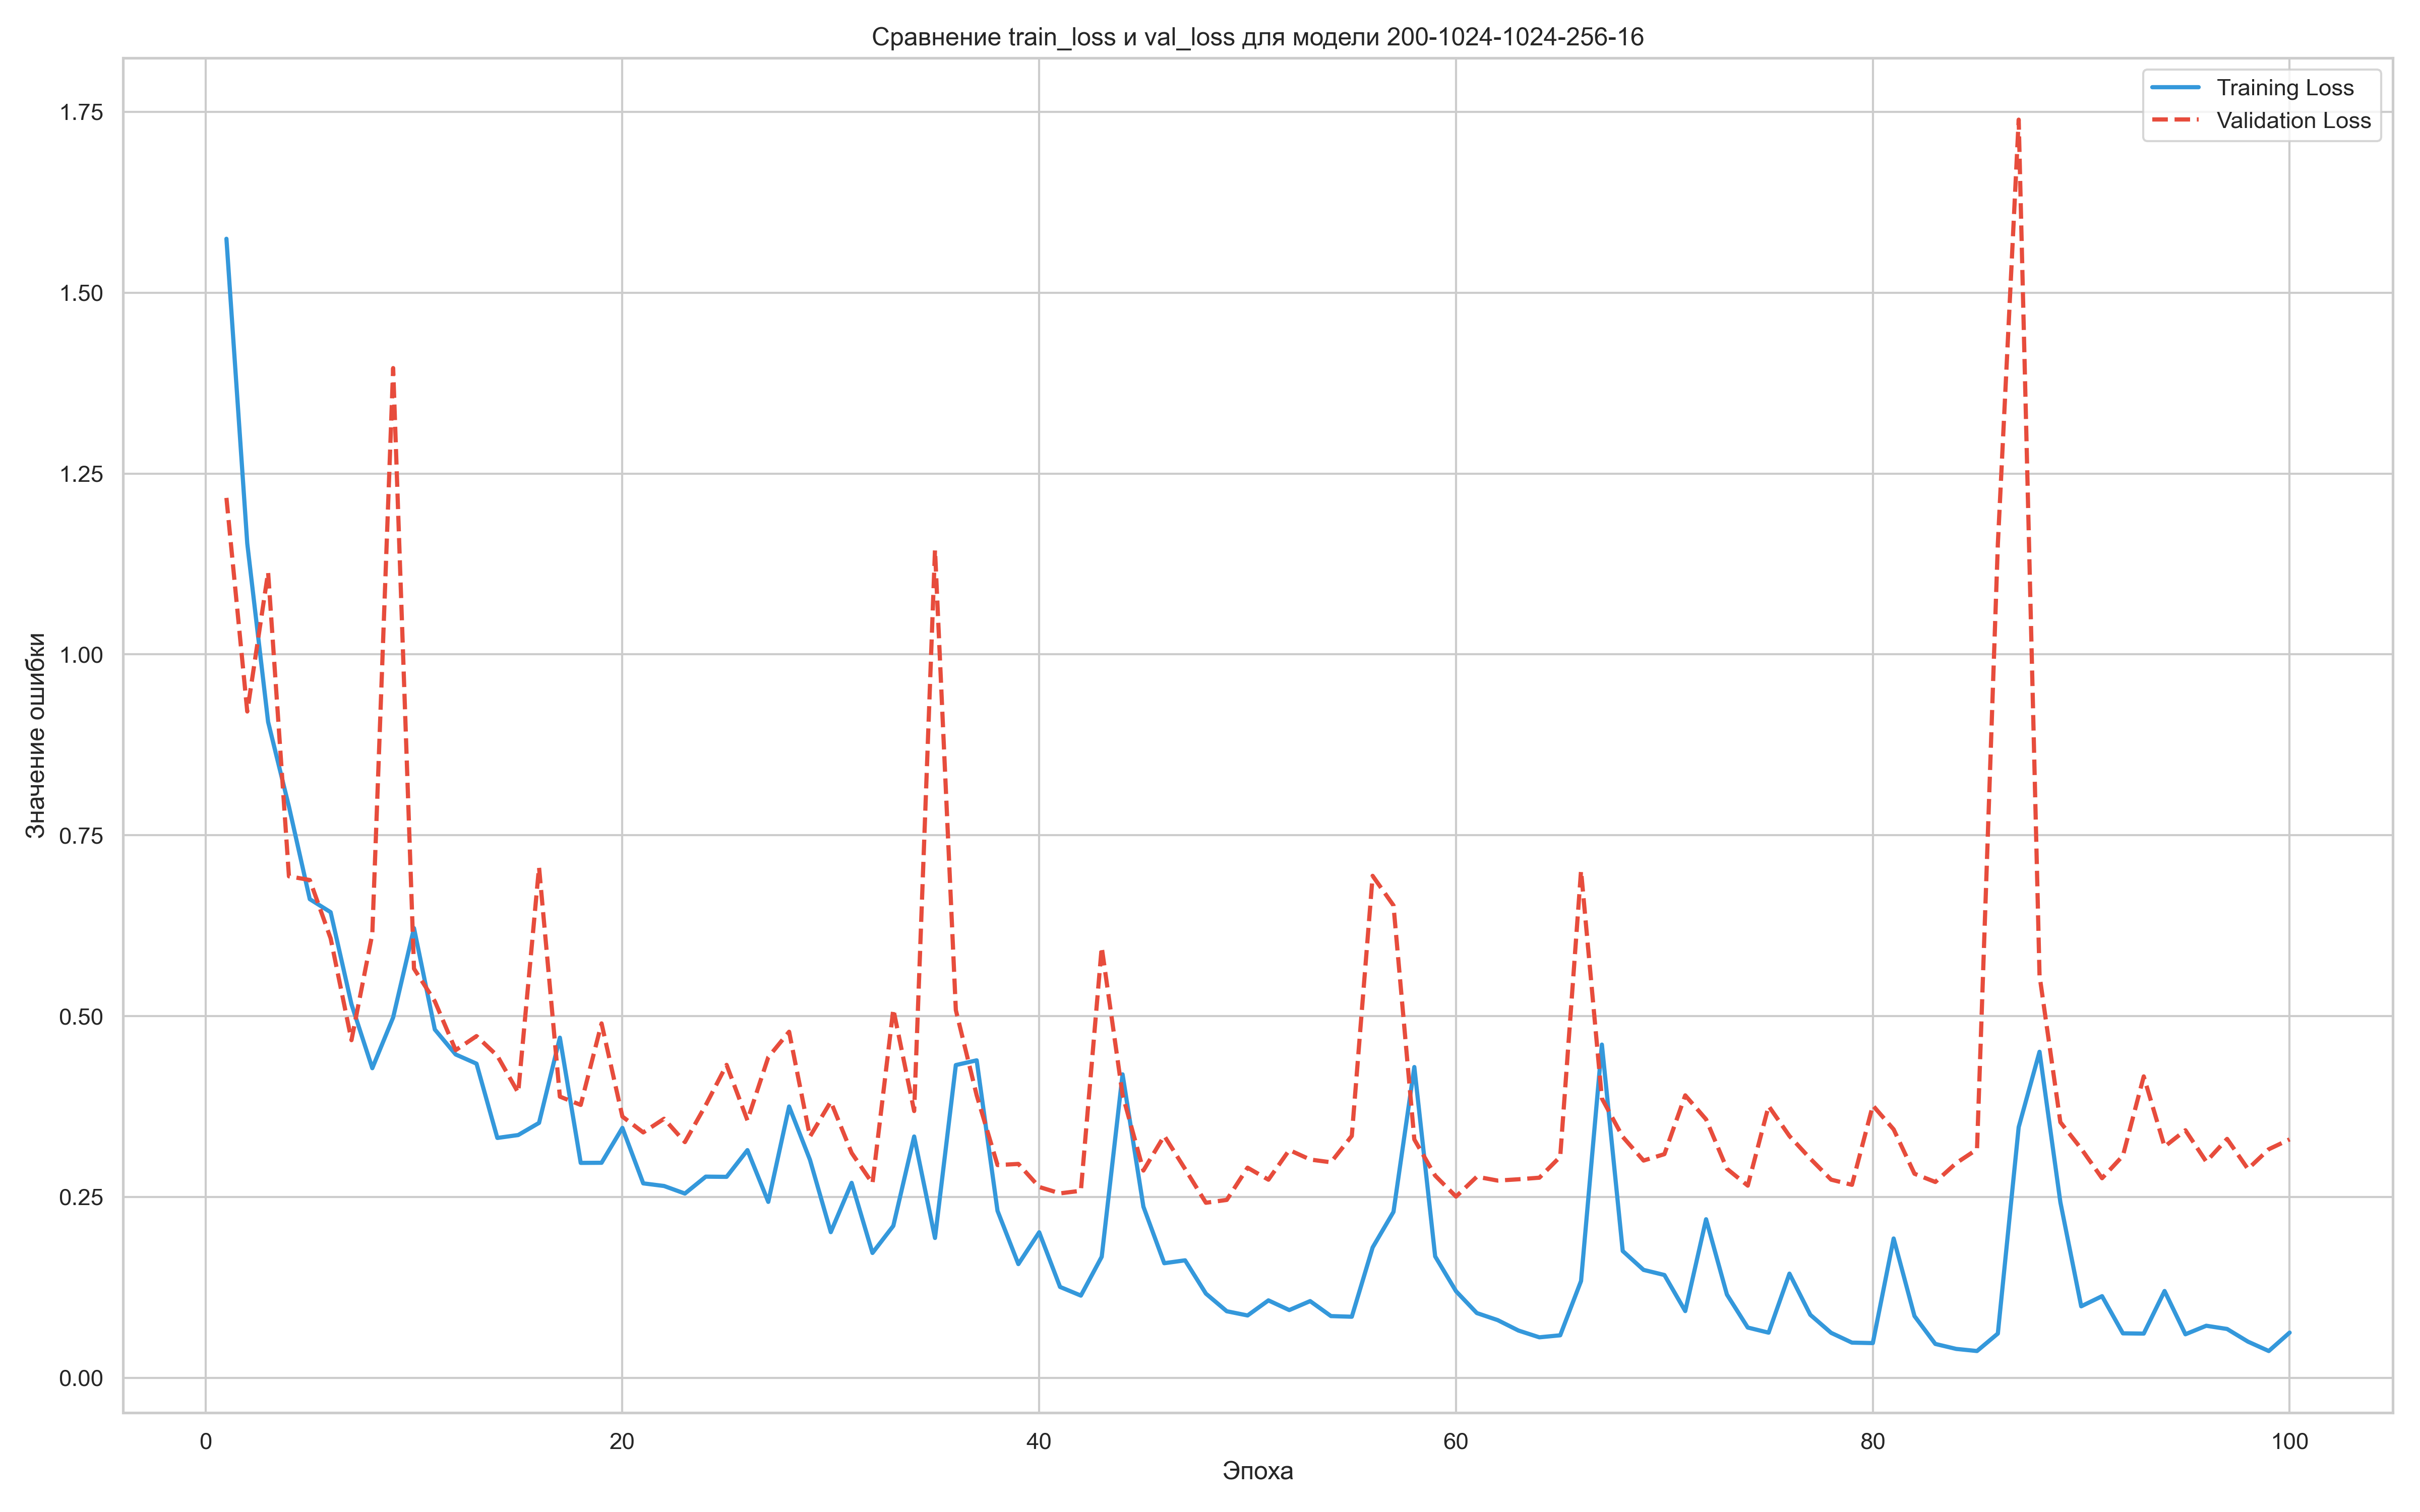 Сравнение train_loss и val_loss для модели 200-1024-1024-256-16
Training Loss
Validation Loss
Значение ошибки
1.75
1.50
1.25
1.00
0.75
0.50
0.25
0.00
0 20 40 60 80 100
Эпоха